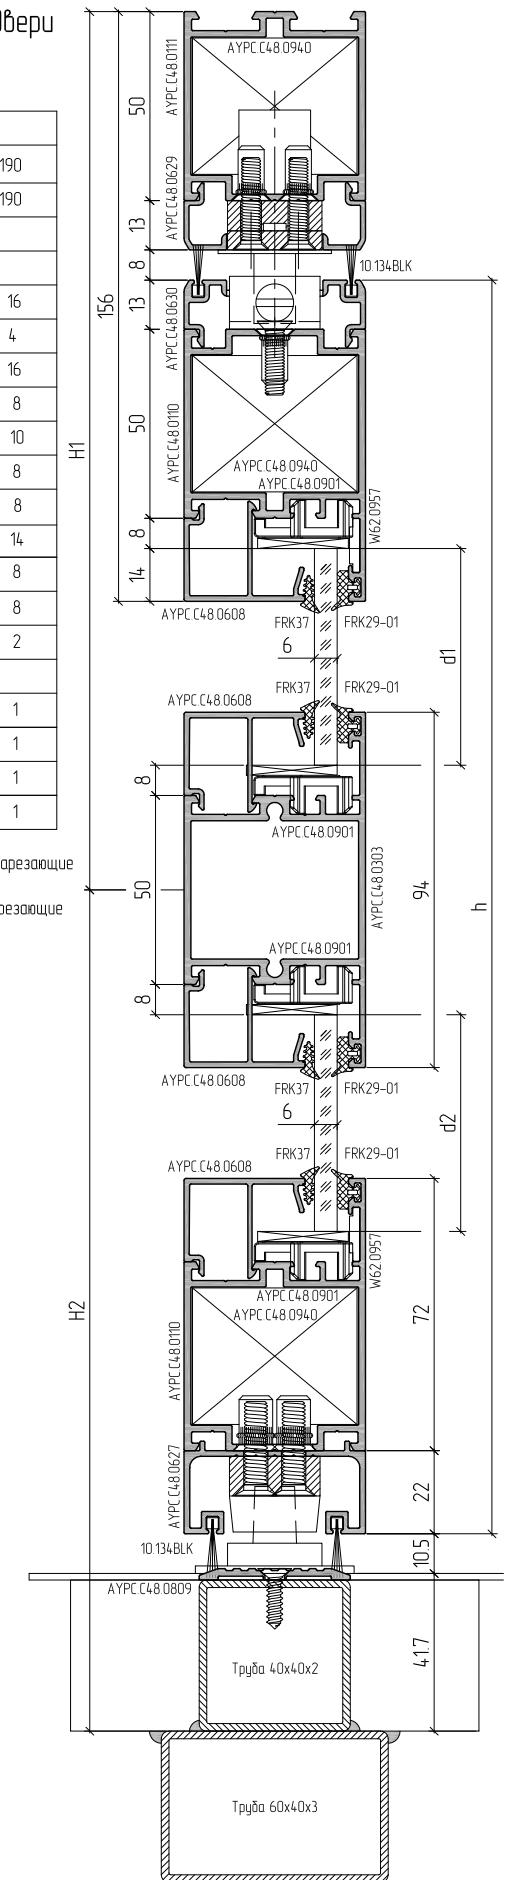 Двери
AYPC.C48.0111
AYPC.C48.0940
50
190
AYPC.C48.0629
190
13
8
10.134BLK
156
16
13
AYPC.C48.0630
4
16
50
8
AYPC.C48.0110
10
H1
AYPC.C48.0940
8
AYPC.C48.0901
W62.0957
8
8
14
14
8
8
AYPC.C48.0608
FRK37
FRK29-01
2
6
d1
FRK37
FRK29-01
AYPC.C48.0608
1
1
8
1
1
AYPC.C48.0901
арезающие
AYPC.C48.0303
50
94
h
резающие
AYPC.C48.0901
8
AYPC.C48.0608
FRK37
FRK29-01
6
d2
FRK37
FRK29-01
AYPC.C48.0608
W62.0957
AYPC.C48.0901
H2
AYPC.C48.0940
72
AYPC.C48.0110
AYPC.C48.0627
22
10.134BLK
10.5
AYPC.C48.0809
Труба 40x40x2
41.7
Труба 60x40x3